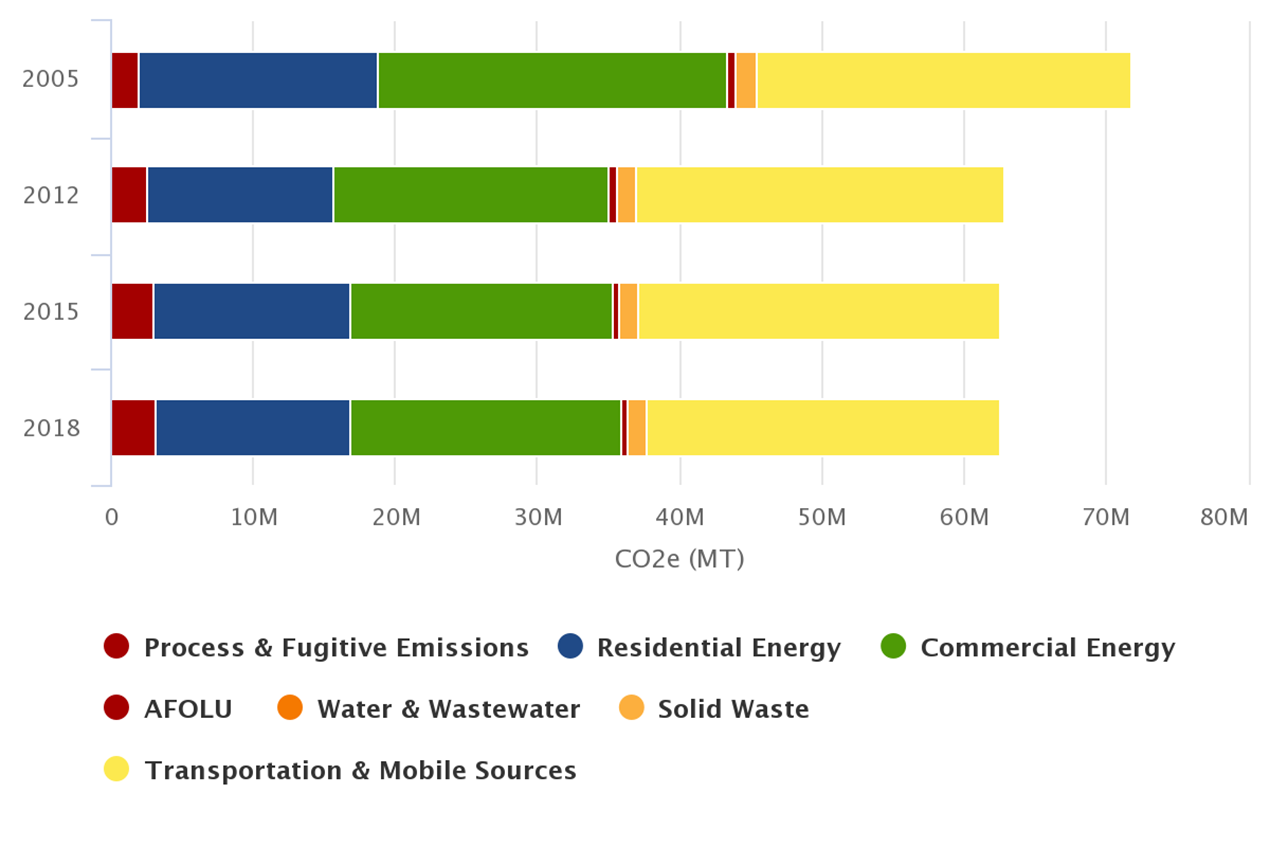 2005
2012
2015
2018
0 10M 20M 30M 40M 50M 60M 70M 80M
CO2e (MT)
Process & Fugitive Emissions Residential Energy Commercial Energy
AFOLU Water & Wastewater Solid Waste
Transportation & Mobile Sources